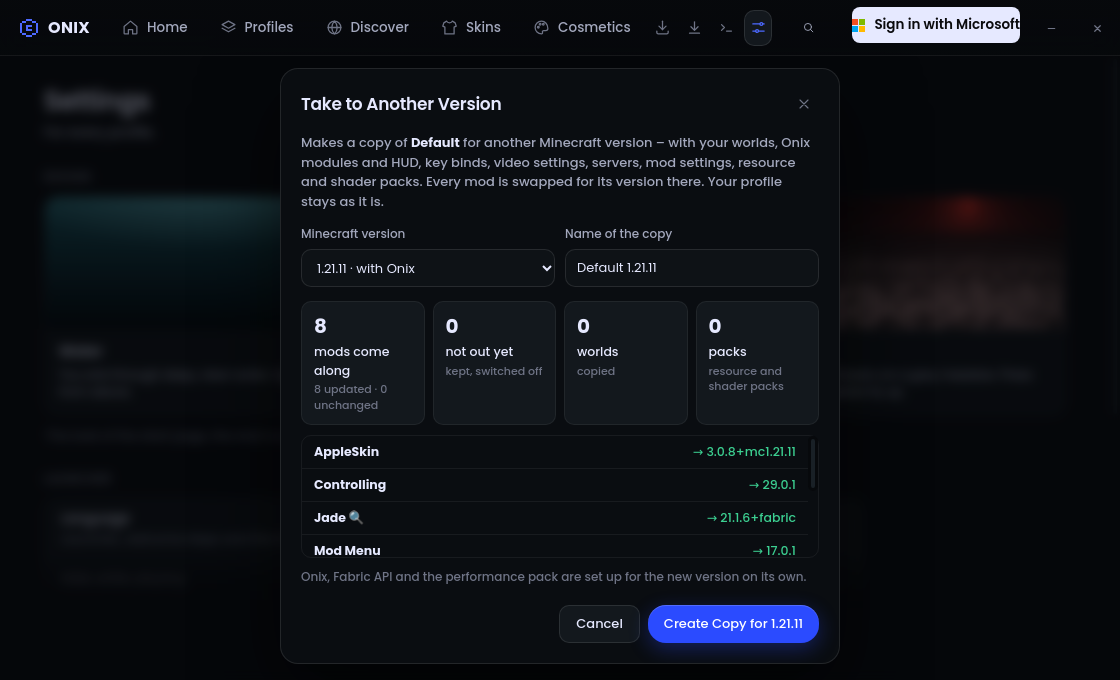 ONIX
Home
Profiles
Discover
Skins
Cosmetics
Sign in with Microsoft
Settings
Take to Another Version
Makes a copy of Default for another Minecraft version – with your worlds, Onix
modules and HUD, key binds, video settings, servers, mod settings, resource
and shader packs. Every mod is swapped for its version there. Your profile
stays as it is.
Minecraft version
Name of the copy
1.21.11 · with Onix
Default 1.21.11
8
mods come
along
8 updated · 0
unchanged
0
not out yet
kept, switched off
0
worlds
copied
0
packs
resource and
shader packs
AppleSkin
→ 3.0.8+mc1.21.11
Controlling
→ 29.0.1
Jade 🔍
→ 21.1.6+fabric
Mod Menu
→ 17.0.1
Onix, Fabric API and the performance pack are set up for the new version on its own.
Cancel
Create Copy for 1.21.11